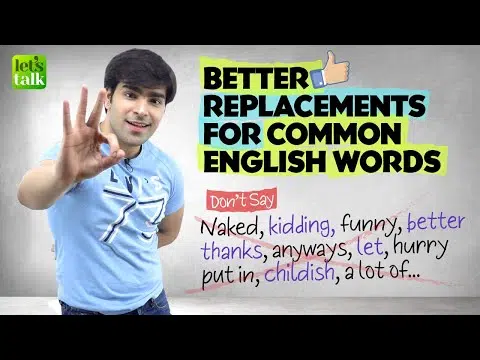 let's
talk
BETTER
REPLACEMENTS
FOR COMMON
ENGLISH WORDS
Don't Say
Naked, kidding, funny, better
thanks, anyways, let, hurry
put in, childish, a lot of...